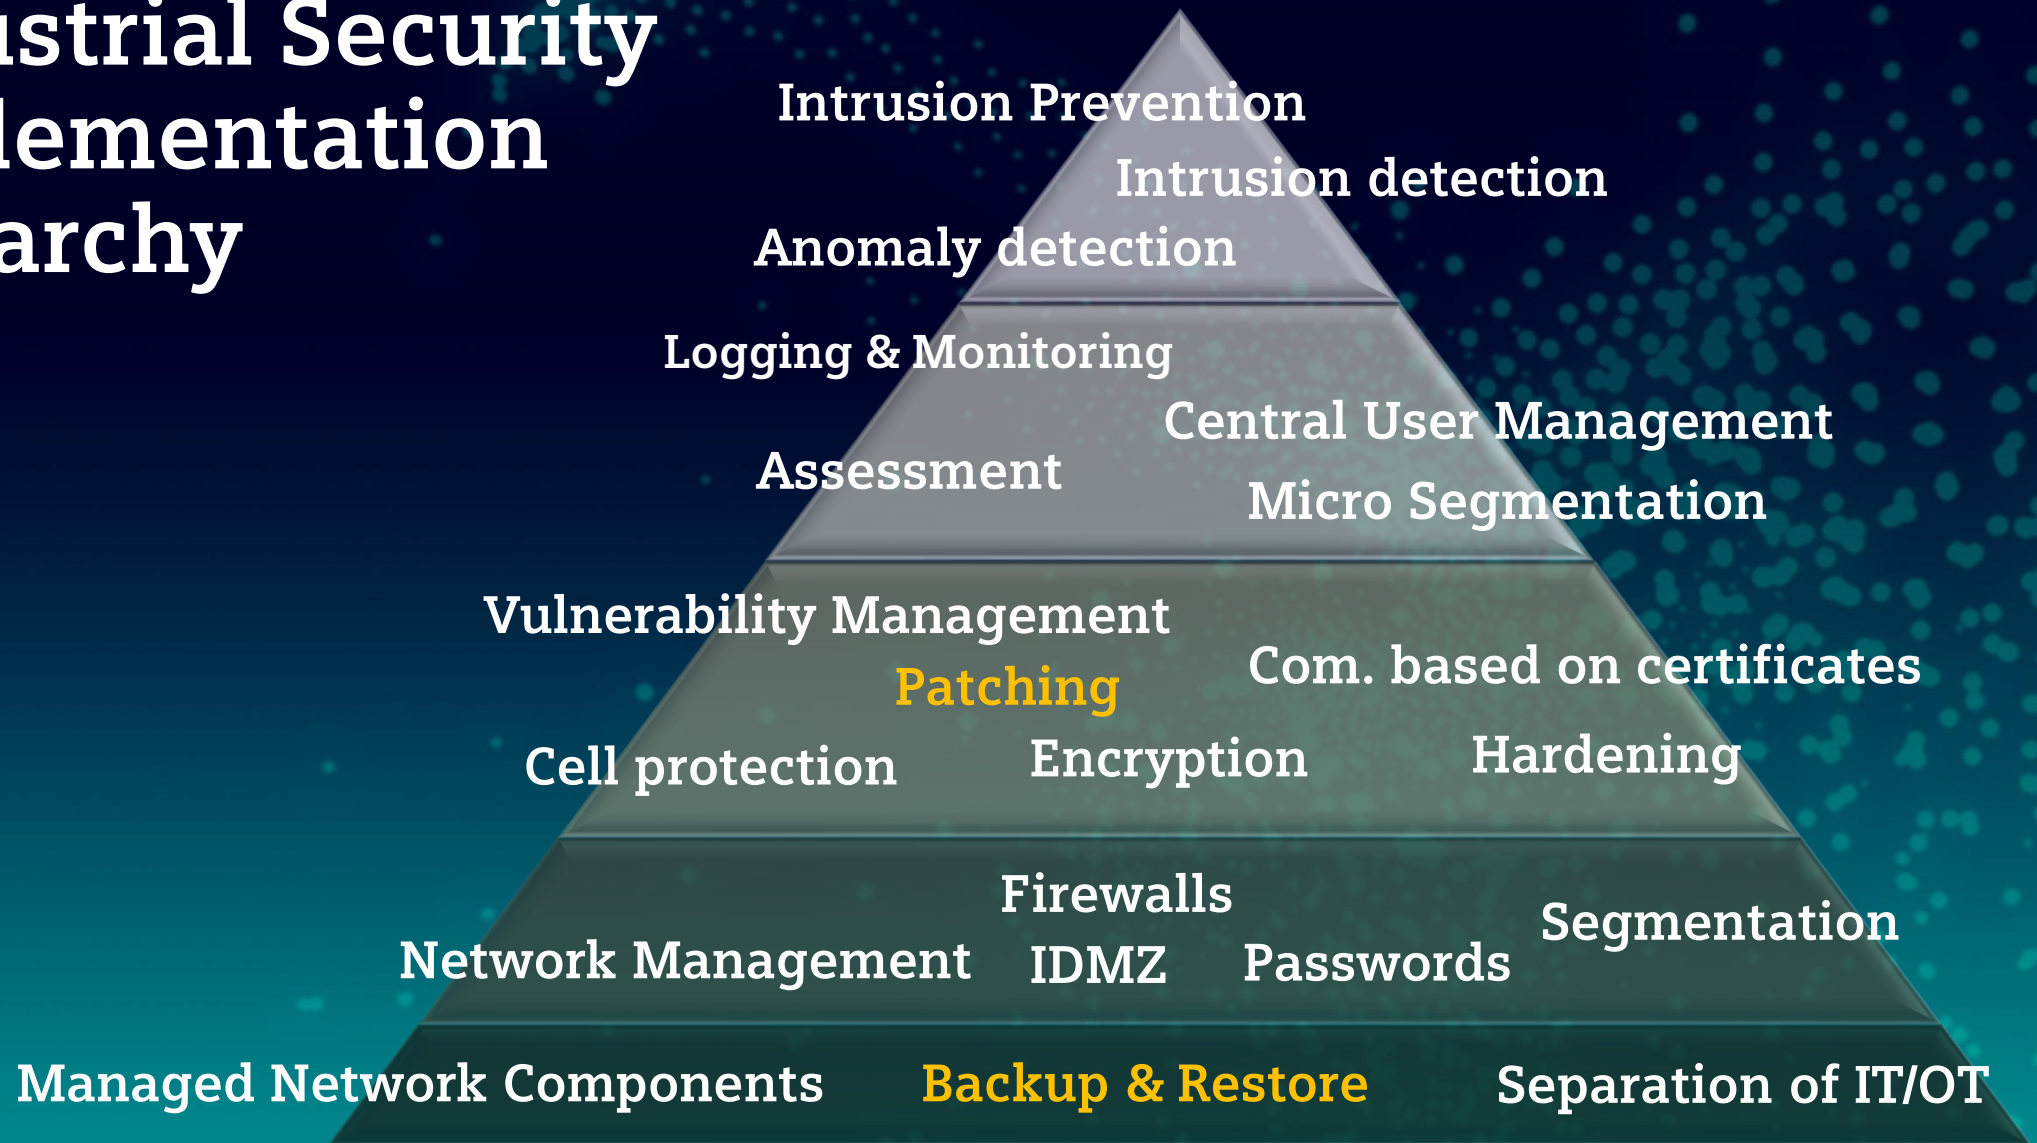 ustrial Security
lementation
archy
Intrusion Prevention
Intrusion detection
Anomaly detection
Logging & Monitoring
Central User Management
Assessment
Micro Segmentation
Vulnerability Management
Com. based on certificates
Patching
Cell protection
Encryption
Hardening
Firewalls
Segmentation
Network Management
IDMZ
Passwords
Managed Network Components
Backup & Restore
Separation of IT/OT